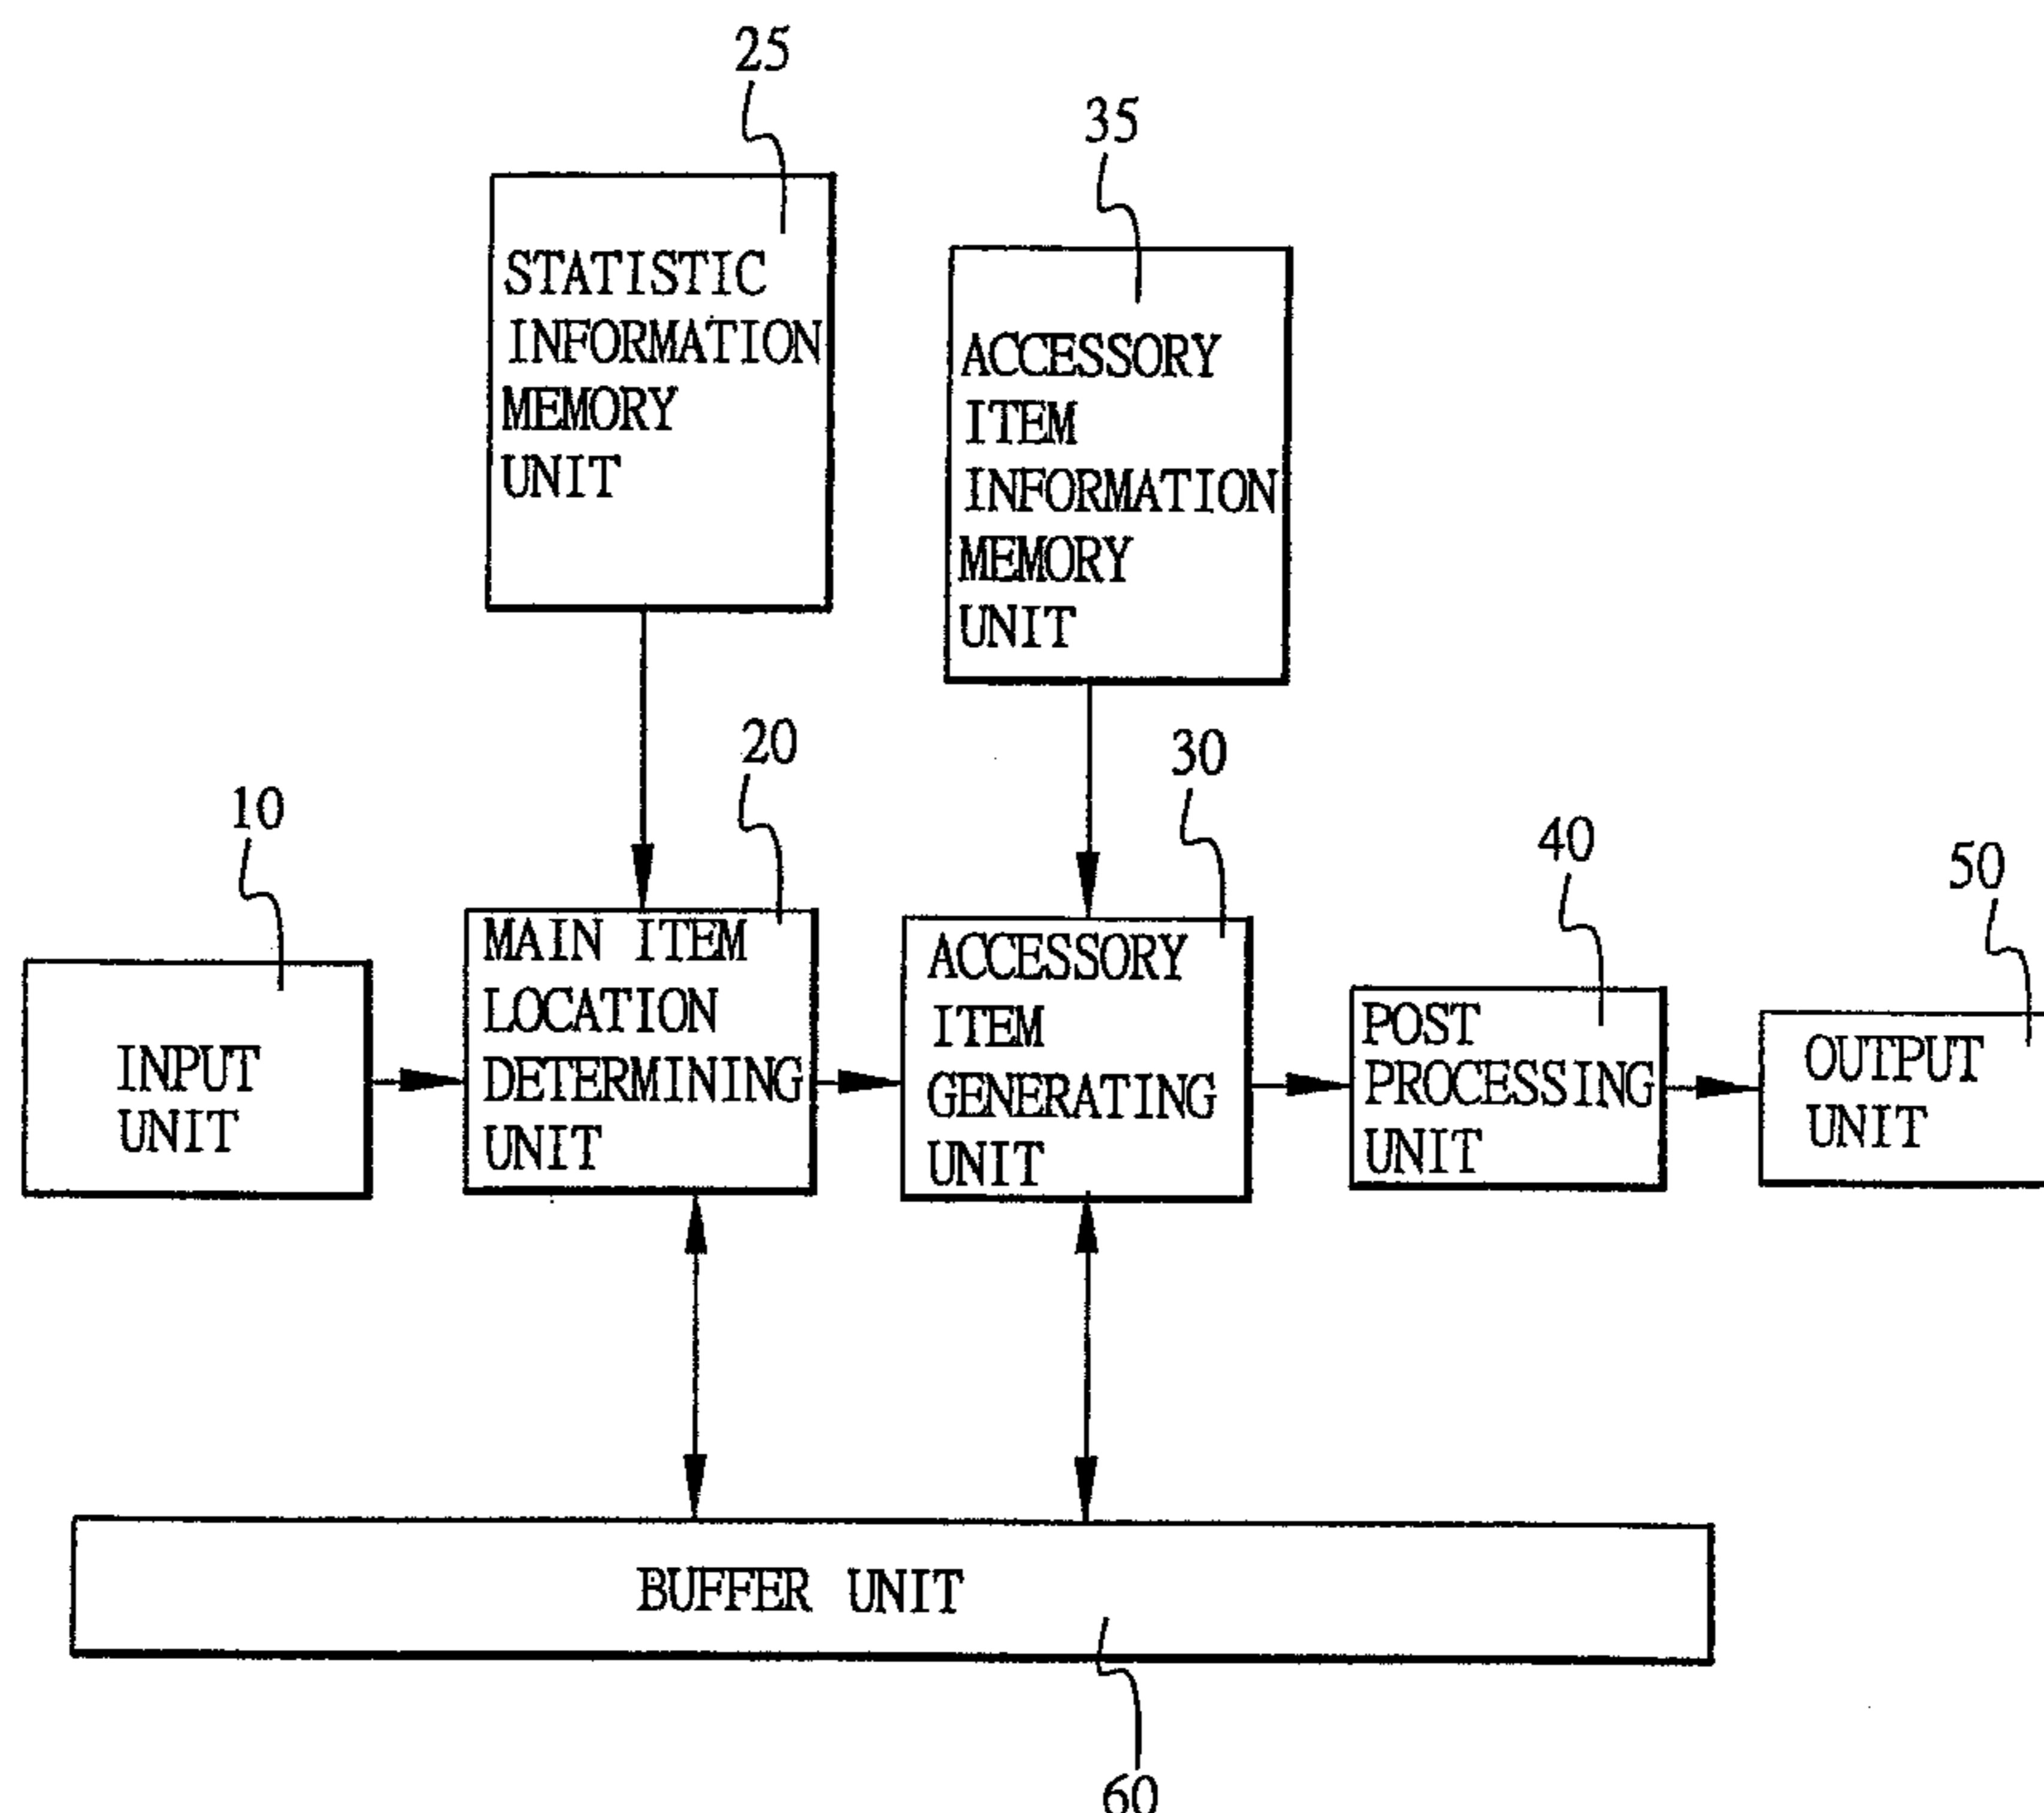 25
STATISTIC
INFORMATION
MEMORY
UNIT
35
ACCESSORY
ITEM
INFORMATION
MEMORY
UNIT
10
INPUT
UNIT
20
MAIN ITEM
LOCATION
DETERMINING
UNIT
30
ACCESSORY
ITEM
GENERATING
UNIT
40
POST
PROCESSING
UNIT
50
OUTPUT
UNIT
BUFFER UNIT
60